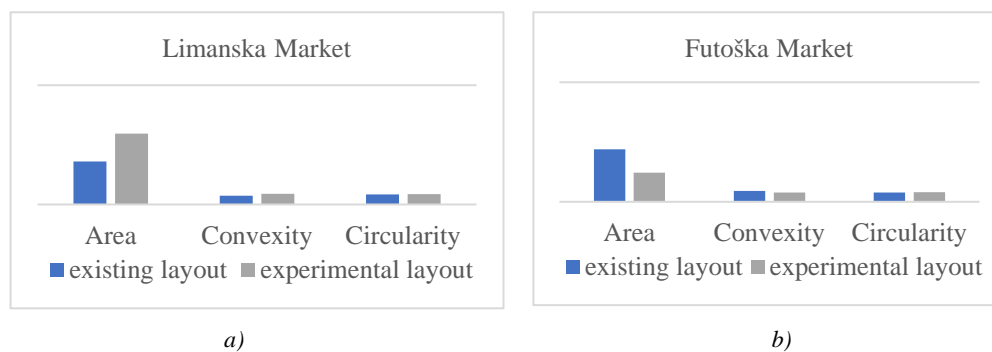 Limanska Market
Area Convexity Circularity
existing layout experimental layout
a)
Futoška Market
Area Convexity Circularity
existing layout experimental layout
b)